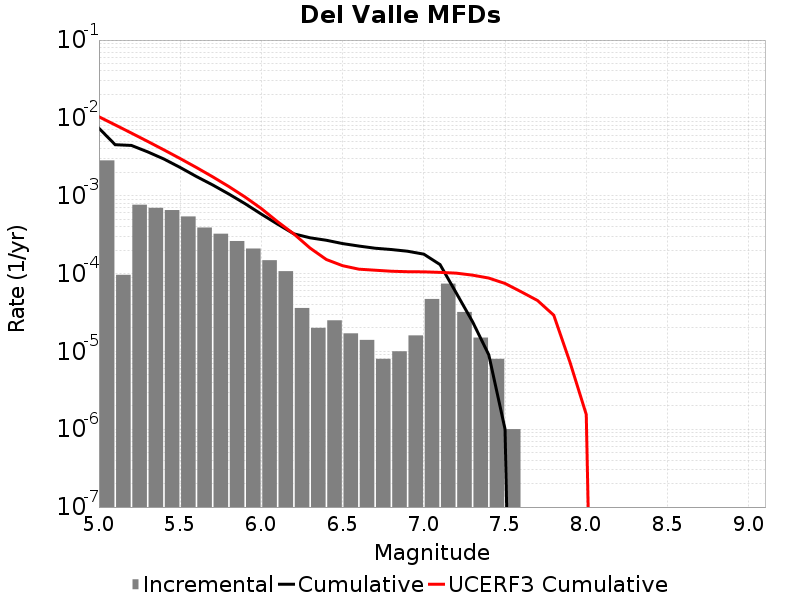 Del Valle MFDs
10-1
10-2
10-3
10-4
10-5
10-6
10-7
Rate (1/yr)
5.0 5.5 6.0 6.5 7.0 7.5 8.0 8.5 9.0
Magnitude
Incremental Cumulative UCERF3 Cumulative